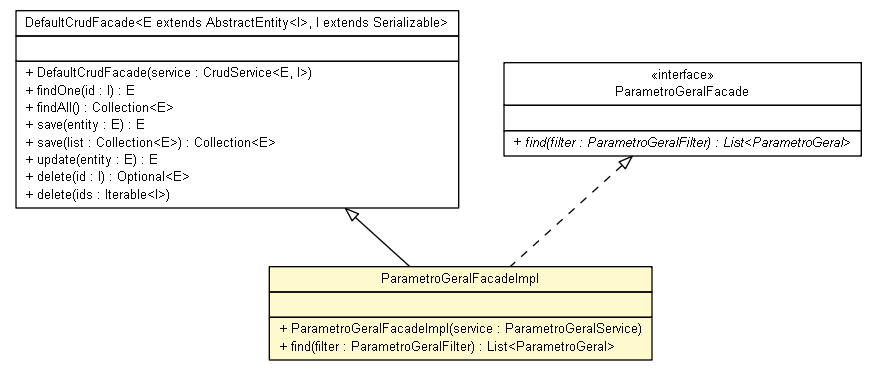 DefaultCrudFacade<E extends AbstractEntity<I>, I extends Serializable>
+ DefaultCrudFacade(service : CrudService<E, I>)
+ findOne(id : I) : E
+ findAll() : Collection<E>
+ save(entity : E) : E
+ save(list : Collection<E>) : Collection<E>
+ update(entity : E) : E
+ delete(id : I) : Optional<E>
+ delete(ids : Iterable<I>)
«interface»
ParametroGeralFacade
+ find(filter : ParametroGeralFilter) : List<ParametroGeral>
ParametroGeralFacadeImpl
+ ParametroGeralFacadeImpl(service : ParametroGeralService)
+ find(filter : ParametroGeralFilter) : List<ParametroGeral>